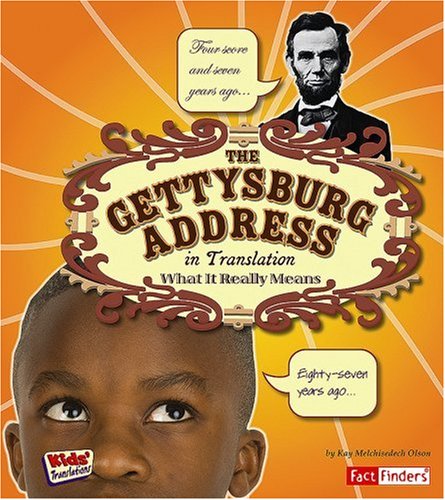 Four score
and seven
years ago...
THE
GETTYSBURG
ADDRESS
in Translation
What It Really Means
Eighty-seven
years ago...
by Kay Melchisedech Olson
Kids'
Translations
Fact Finders®